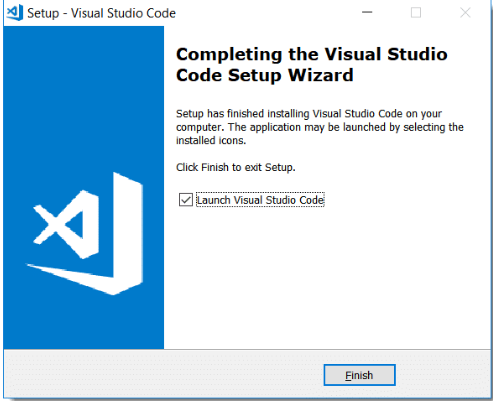 Setup - Visual Studio Code
Completing the Visual Studio
Code Setup Wizard
Setup has finished installing Visual Studio Code on your
computer. The application may be launched by selecting the
installed icons.
Click Finish to exit Setup.
Launch Visual Studio Code
Finish